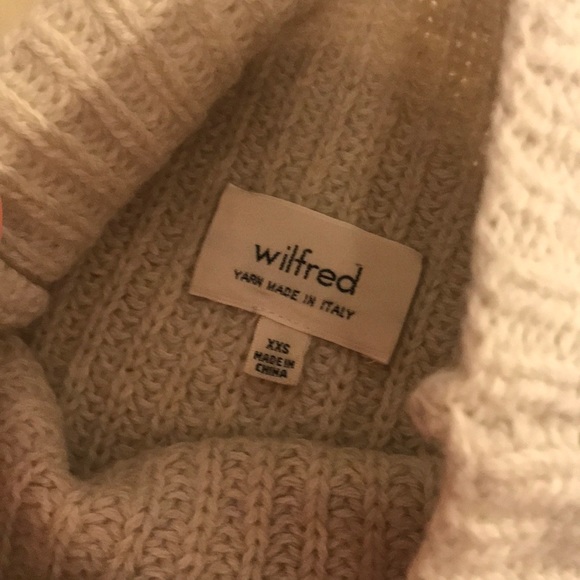 wilfred
YARN MADE IN ITALY
XXS
MADE IN
CHINA